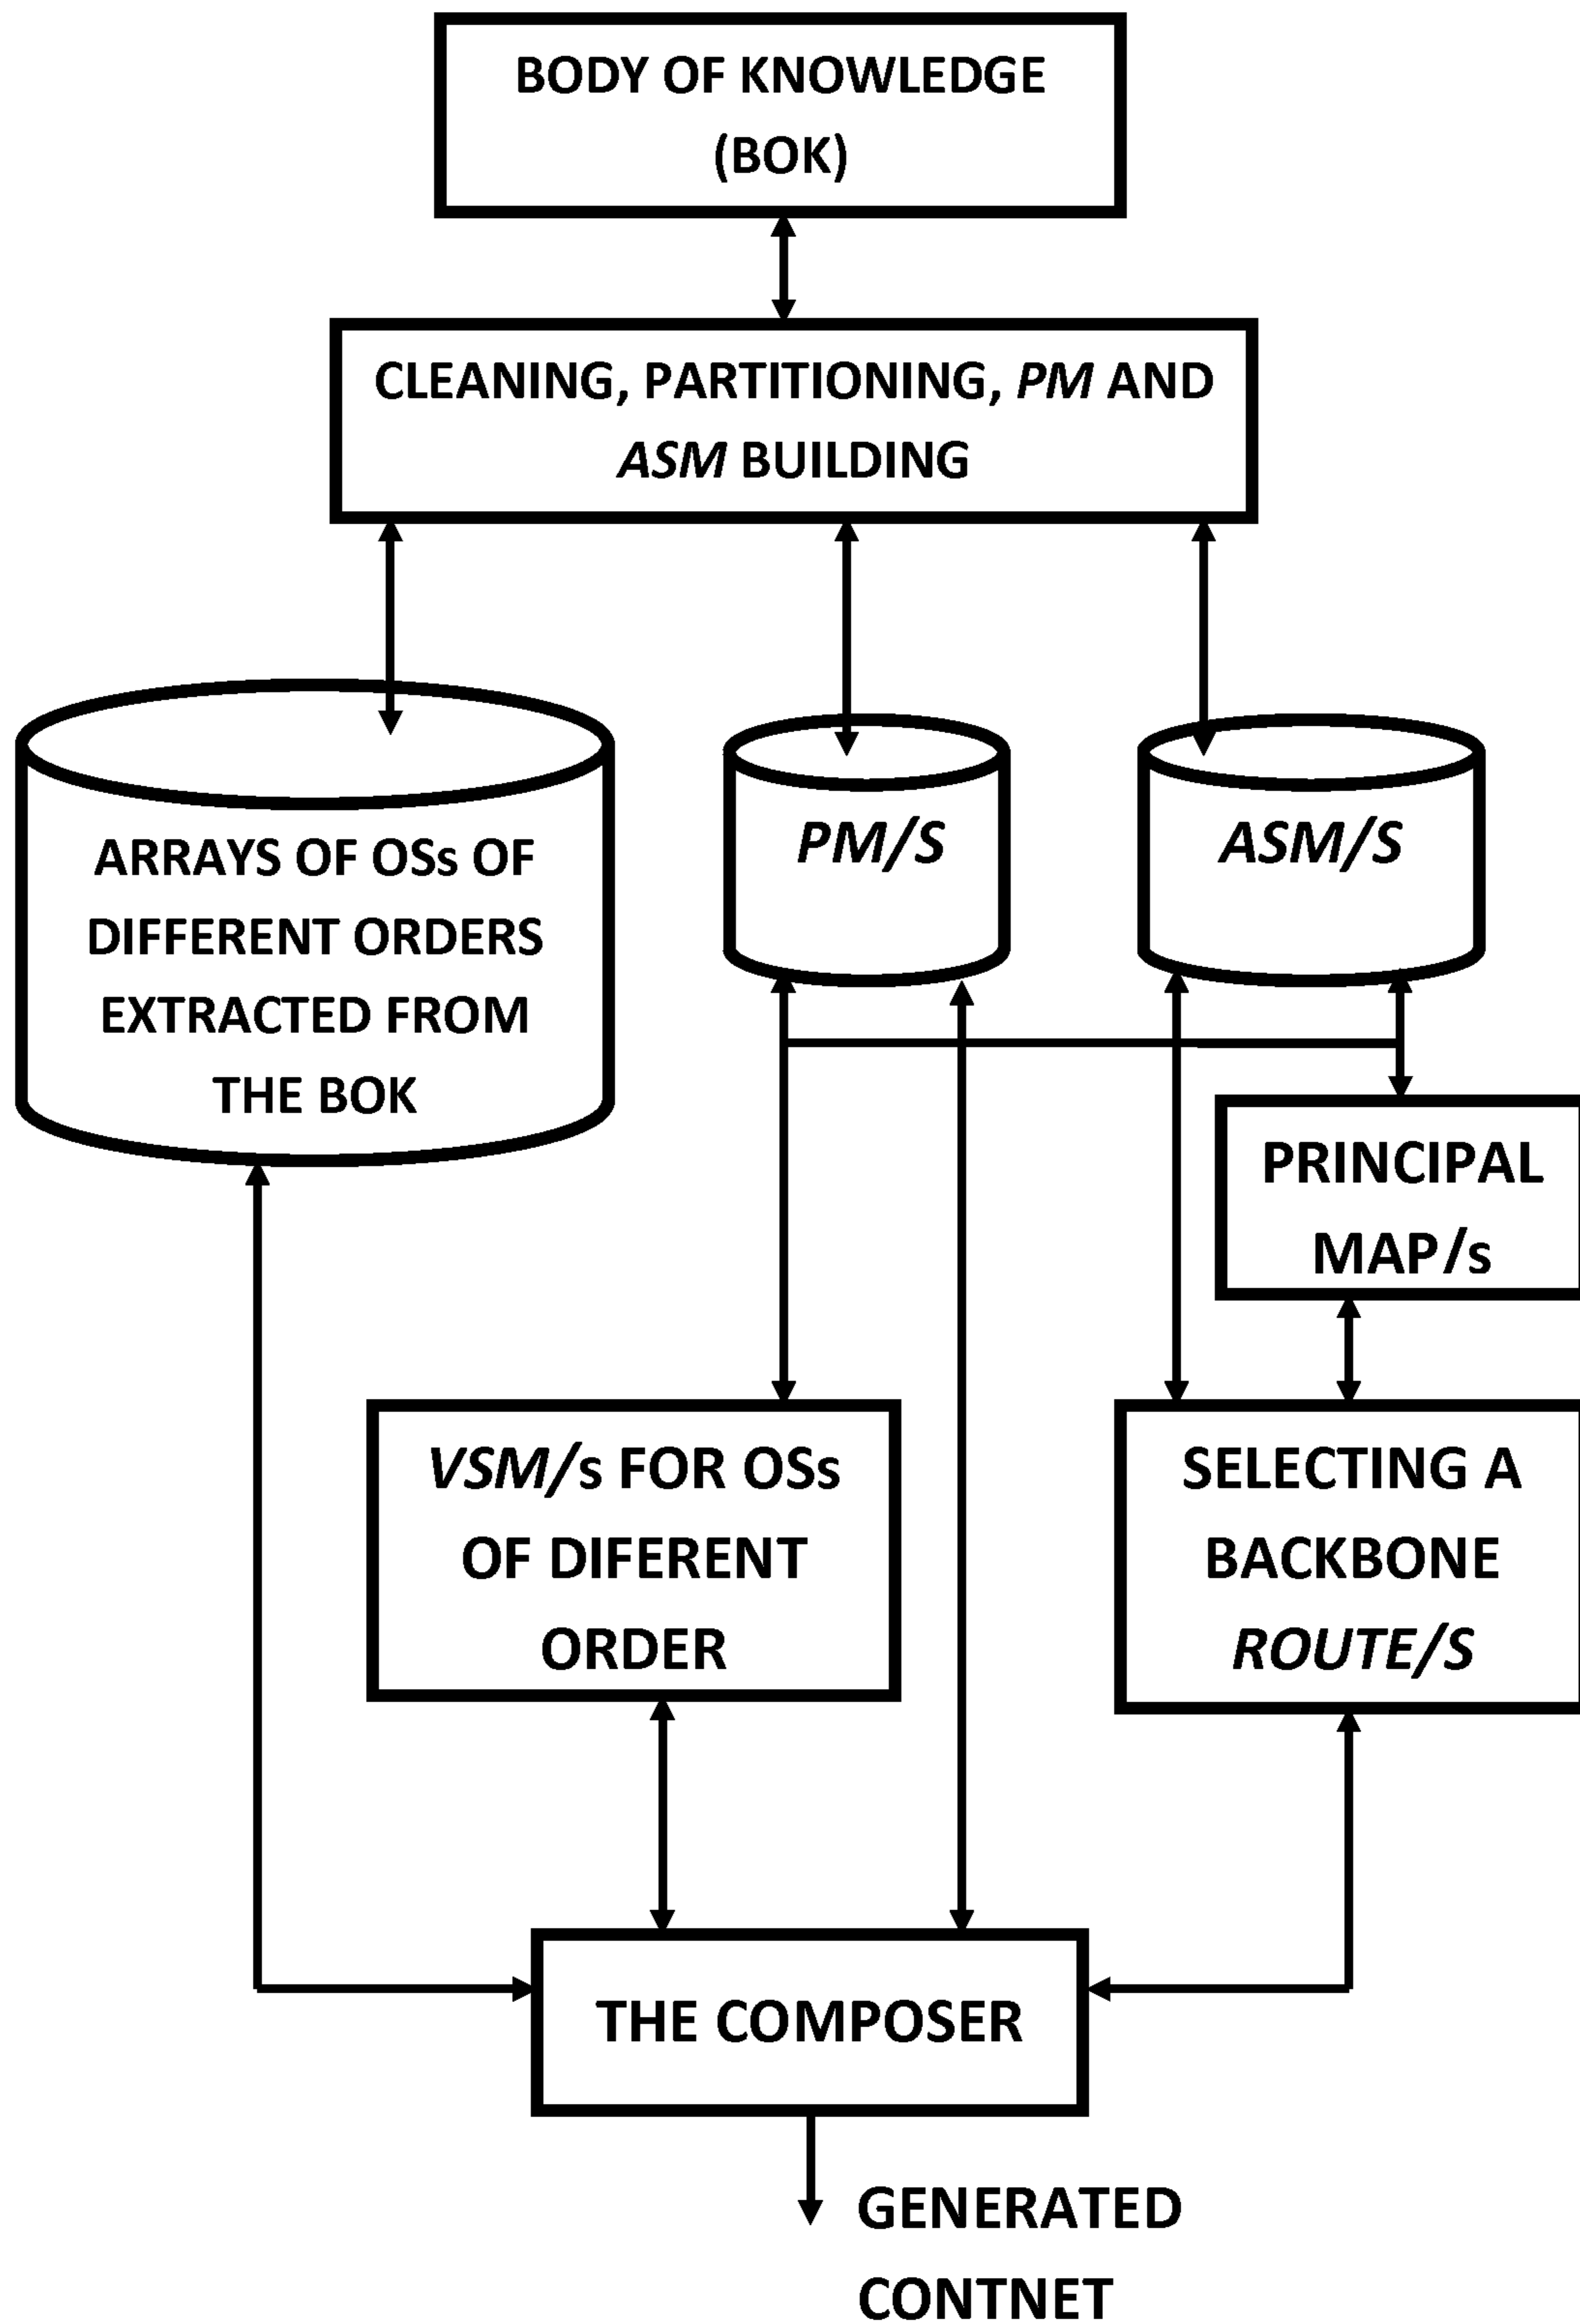 BODY OF KNOWLEDGE
(BOK)
CLEANING, PARTITIONING, PM AND
ASM BUILDING
ARRAYS OF OSs OF
DIFFERENT ORDERS
EXTRACTED FROM
THE BOK
PM/S
ASM/S
PRINCIPAL
MAP/s
VSM/s FOR OSs
OF DIFERENT
ORDER
SELECTING A
BACKBONE
ROUTE/S
THE COMPOSER
GENERATED
CONTNET